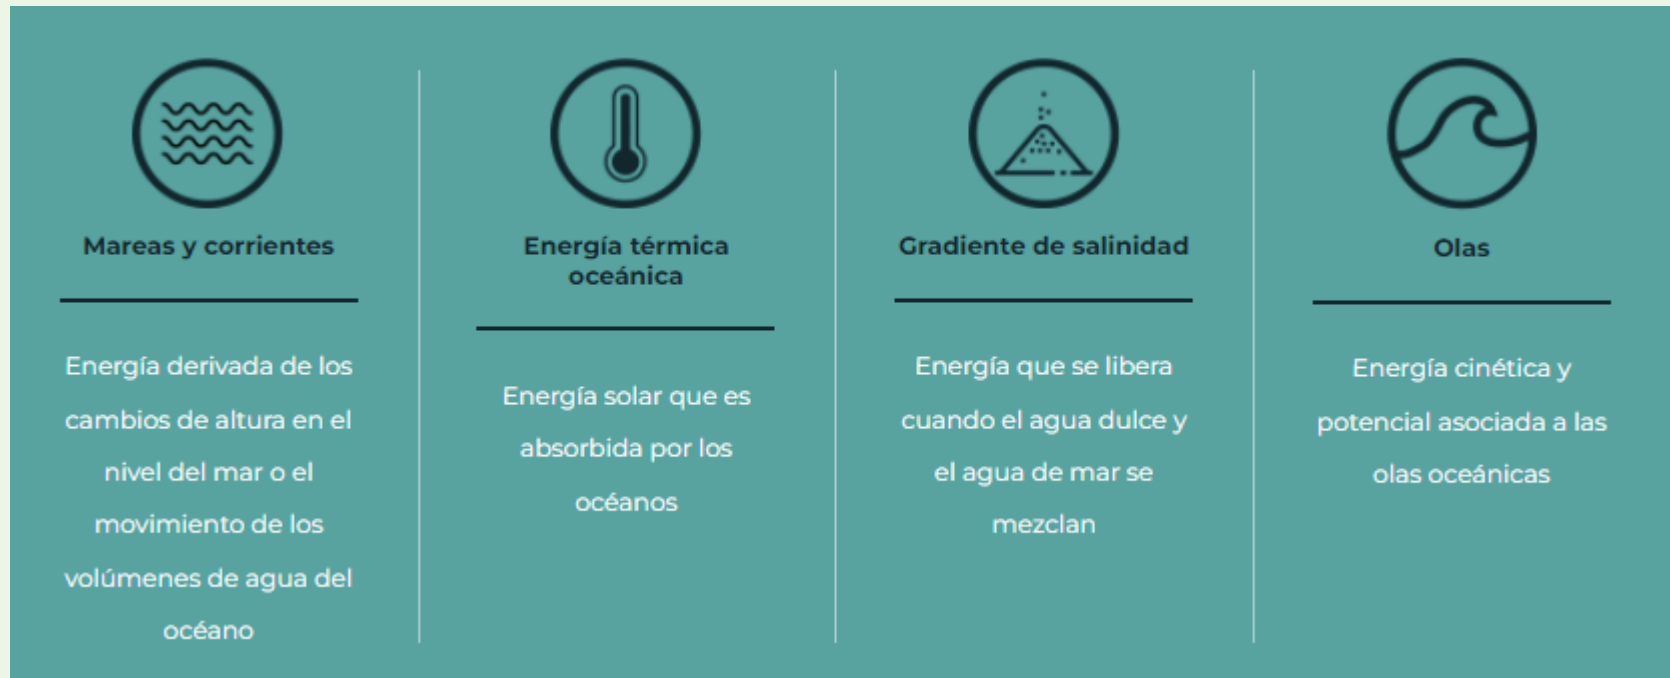 Mareas y corrientes
Energía derivada de los
cambios de altura en el
nivel del mar o el
movimiento de los
volúmenes de agua del
océano
Energía térmica
oceánica
Energía solar que es
absorbida por los
océanos
Gradiente de salinidad
Energía que se libera
cuando el agua dulce y
el agua de mar se
mezclan
Olas
Energía cinética y
potencial asociada a las
olas oceánicas